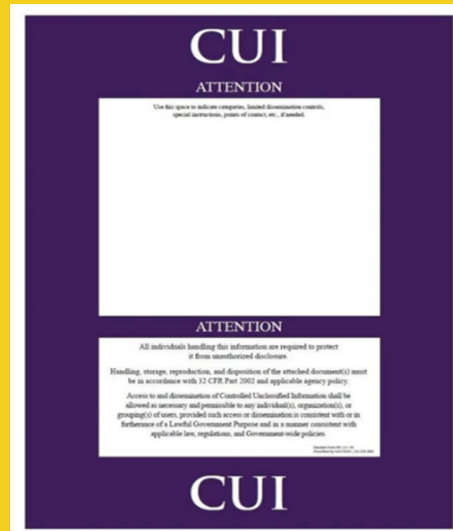 CUI
ATTENTION
Use this space to indicate categories, limited dissemination controls,
special instructions, points of contact, etc., if needed.
ATTENTION
All individuals handling this information are required to protect
it from unauthorized disclosure
Handling, storage, reproduction, and disposition of the attached document(s) must
be in accordance with 32 CFR Part 2002 and applicable agency policy.
Access to and dissemination of Controlled Unclassified Information shall be
allowed as necessary and permissible to any individual(s), organization(s), or
grouping(s) of users, provided such access or dissemination is consistent with or in
furtherance of a Lawful Government Purpose and in a manner consistent with
applicable law, regulations, and Government-wide policies.
CUI